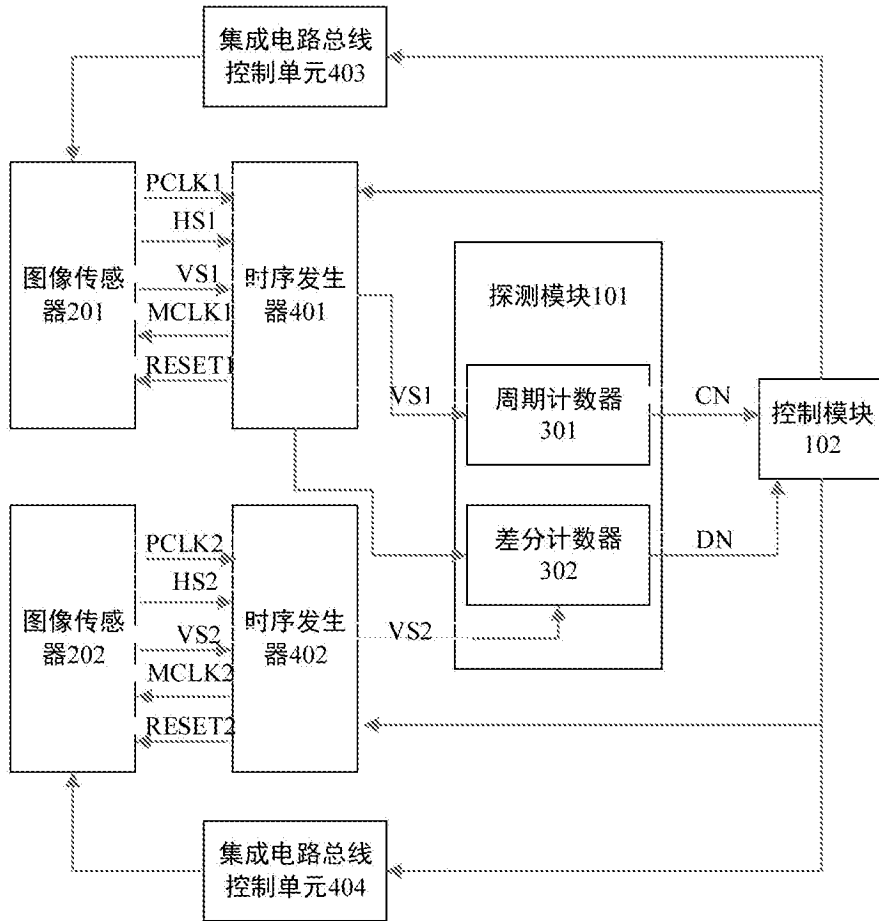 集成电路总线
控制单元403
PCLK1
HS1
VS1
MCLK1
RESET1
图像传感
器201
时序发生
器401
探测模块101
VS1
周期计数器
301
CN
控制模块
102
差分计数器
302
DN
PCLK2
HS2
VS2
MCLK2
RESET2
图像传感
器202
时序发生
器402
VS2
集成电路总线
控制单元404